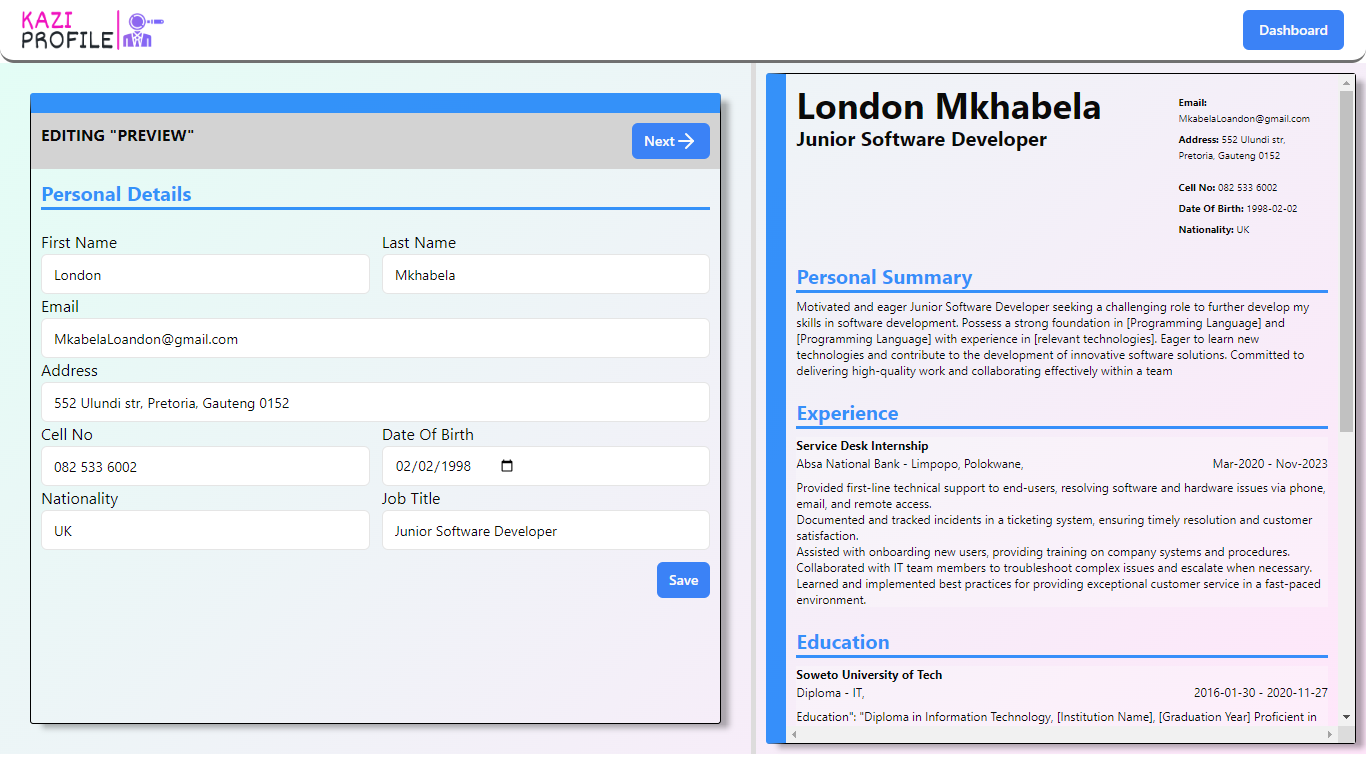 KAZI
PROFILE
Dashboard
EDITING "PREVIEW"
Next
Personal Details
First Name
Last Name
London
Mkhabela
Email
MkabelaLoandon@gmail.com
Address
552 Ulundi str, Pretoria, Gauteng 0152
Cell No
Date Of Birth
082 533 6002
02/02/1998
Nationality
Job Title
UK
Junior Software Developer
Save
London Mkhabela
Junior Software Developer
Email:
MkabelaLoandon@gmail.com
Address: 552 Ulundi str,
Pretoria, Gauteng 0152
Cell No: 082 533 6002
Date Of Birth: 1998-02-02
Nationality: UK
Personal Summary
Motivated and eager Junior Software Developer seeking a challenging role to further develop my
skills in software development. Possess a strong foundation in [Programming Language] and
[Programming Language] with experience in [relevant technologies]. Eager to learn new
technologies and contribute to the development of innovative software solutions. Committed to
delivering high-quality work and collaborating effectively within a team
Experience
Service Desk Internship
Absa National Bank - Limpopo, Polokwane, Mar-2020 - Nov-2023
Provided first-line technical support to end-users, resolving software and hardware issues via phone,
email, and remote access.
Documented and tracked incidents in a ticketing system, ensuring timely resolution and customer
satisfaction.
Assisted with onboarding new users, providing training on company systems and procedures.
Collaborated with IT team members to troubleshoot complex issues and escalate when necessary.
Learned and implemented best practices for providing exceptional customer service in a fast-paced
environment.
Education
Soweto University of Tech
Diploma - IT, 2016-01-30 - 2020-11-27
Education": "Diploma in Information Technology, [Institution Name], [Graduation Year] Proficient in